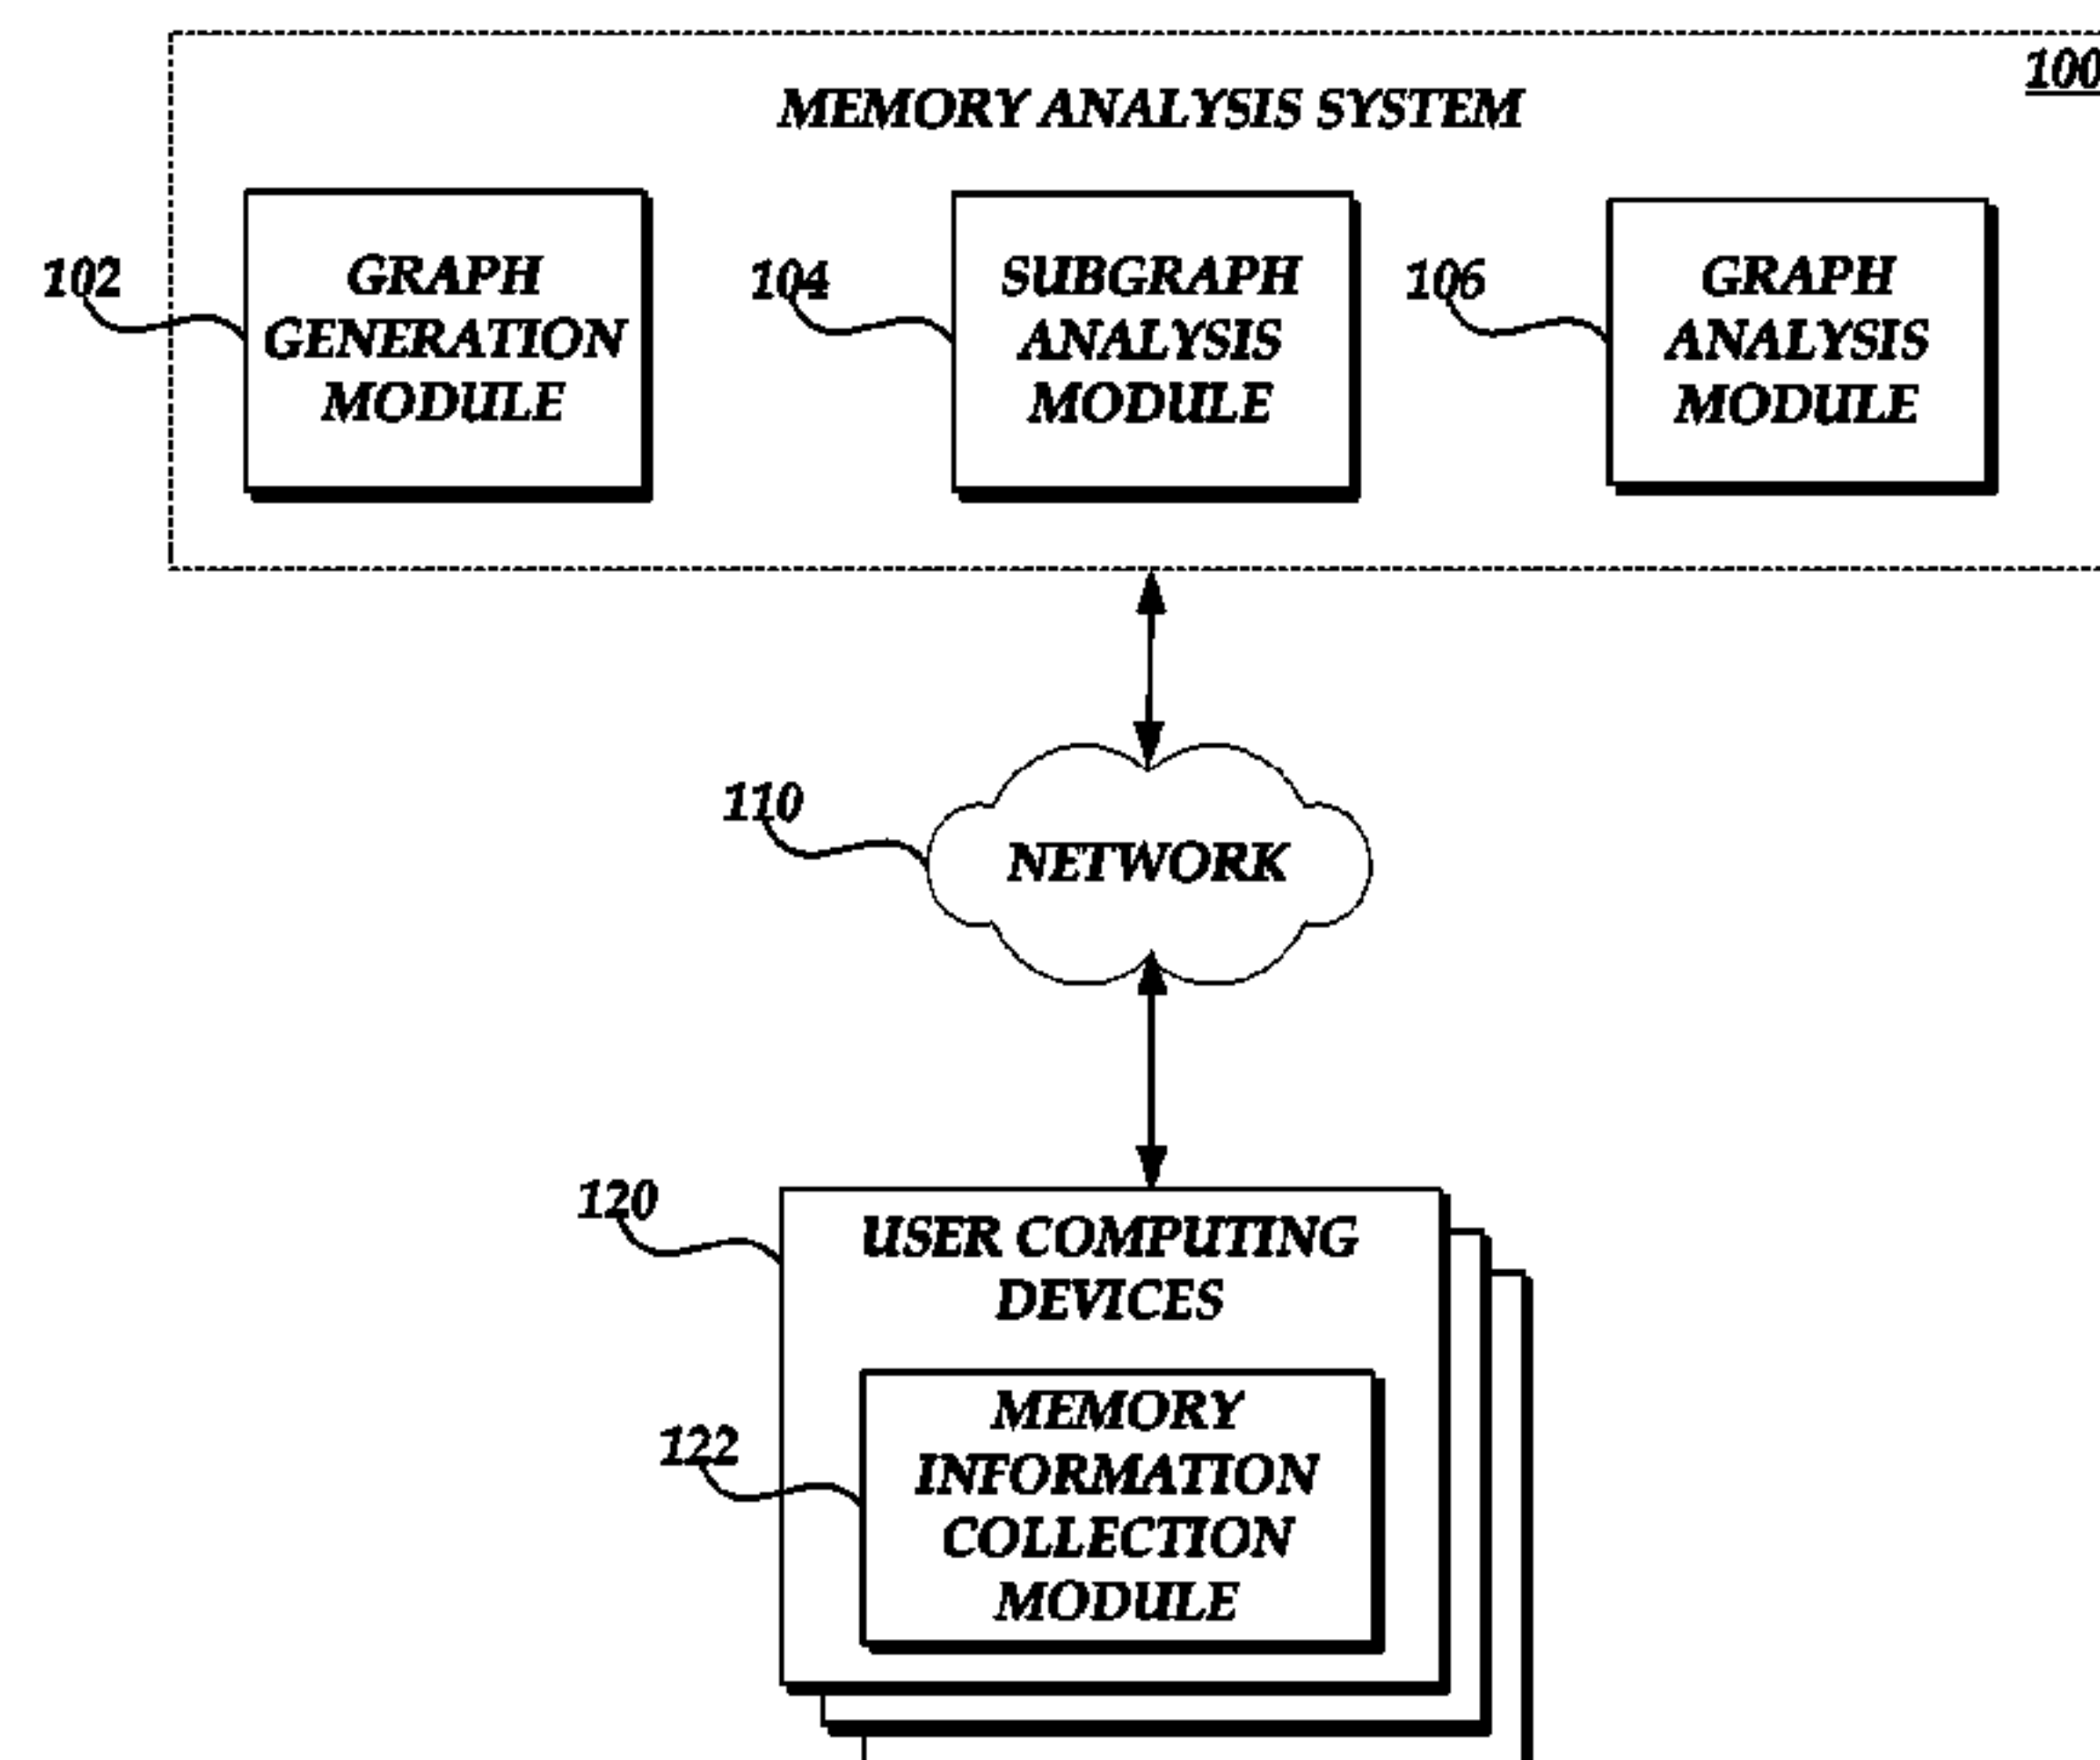 100
MEMORY ANALYSIS SYSTEM
102
GRAPH
GENERATION
MODULE
104
SUBGRAPH
ANALYSIS
MODULE
106
GRAPH
ANALYSIS
MODULE
110
NETWORK
120
USER COMPUTING
DEVICES
122
MEMORY
INFORMATION
COLLECTION
MODULE